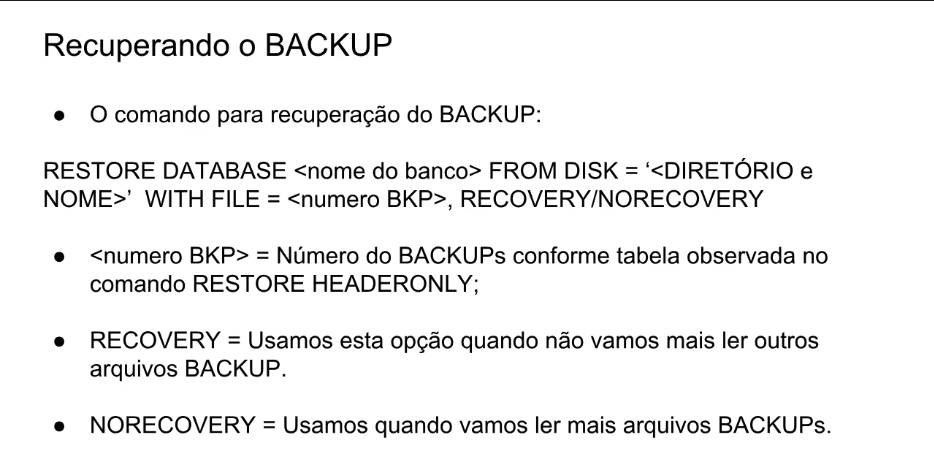 Recuperando o BACKUP
● O comando para recuperação do BACKUP:
RESTORE DATABASE <nome do banco> FROM DISK = ‘<DIRETÓRIO e
NOME>’  WITH FILE = <numero BKP>, RECOVERY/NORECOVERY
● <numero BKP> = Número do BACKUPs conforme tabela observada no
comando RESTORE HEADERONLY;
● RECOVERY = Usamos esta opção quando não vamos mais ler outros
arquivos BACKUP.
● NORECOVERY = Usamos quando vamos ler mais arquivos BACKUPs.